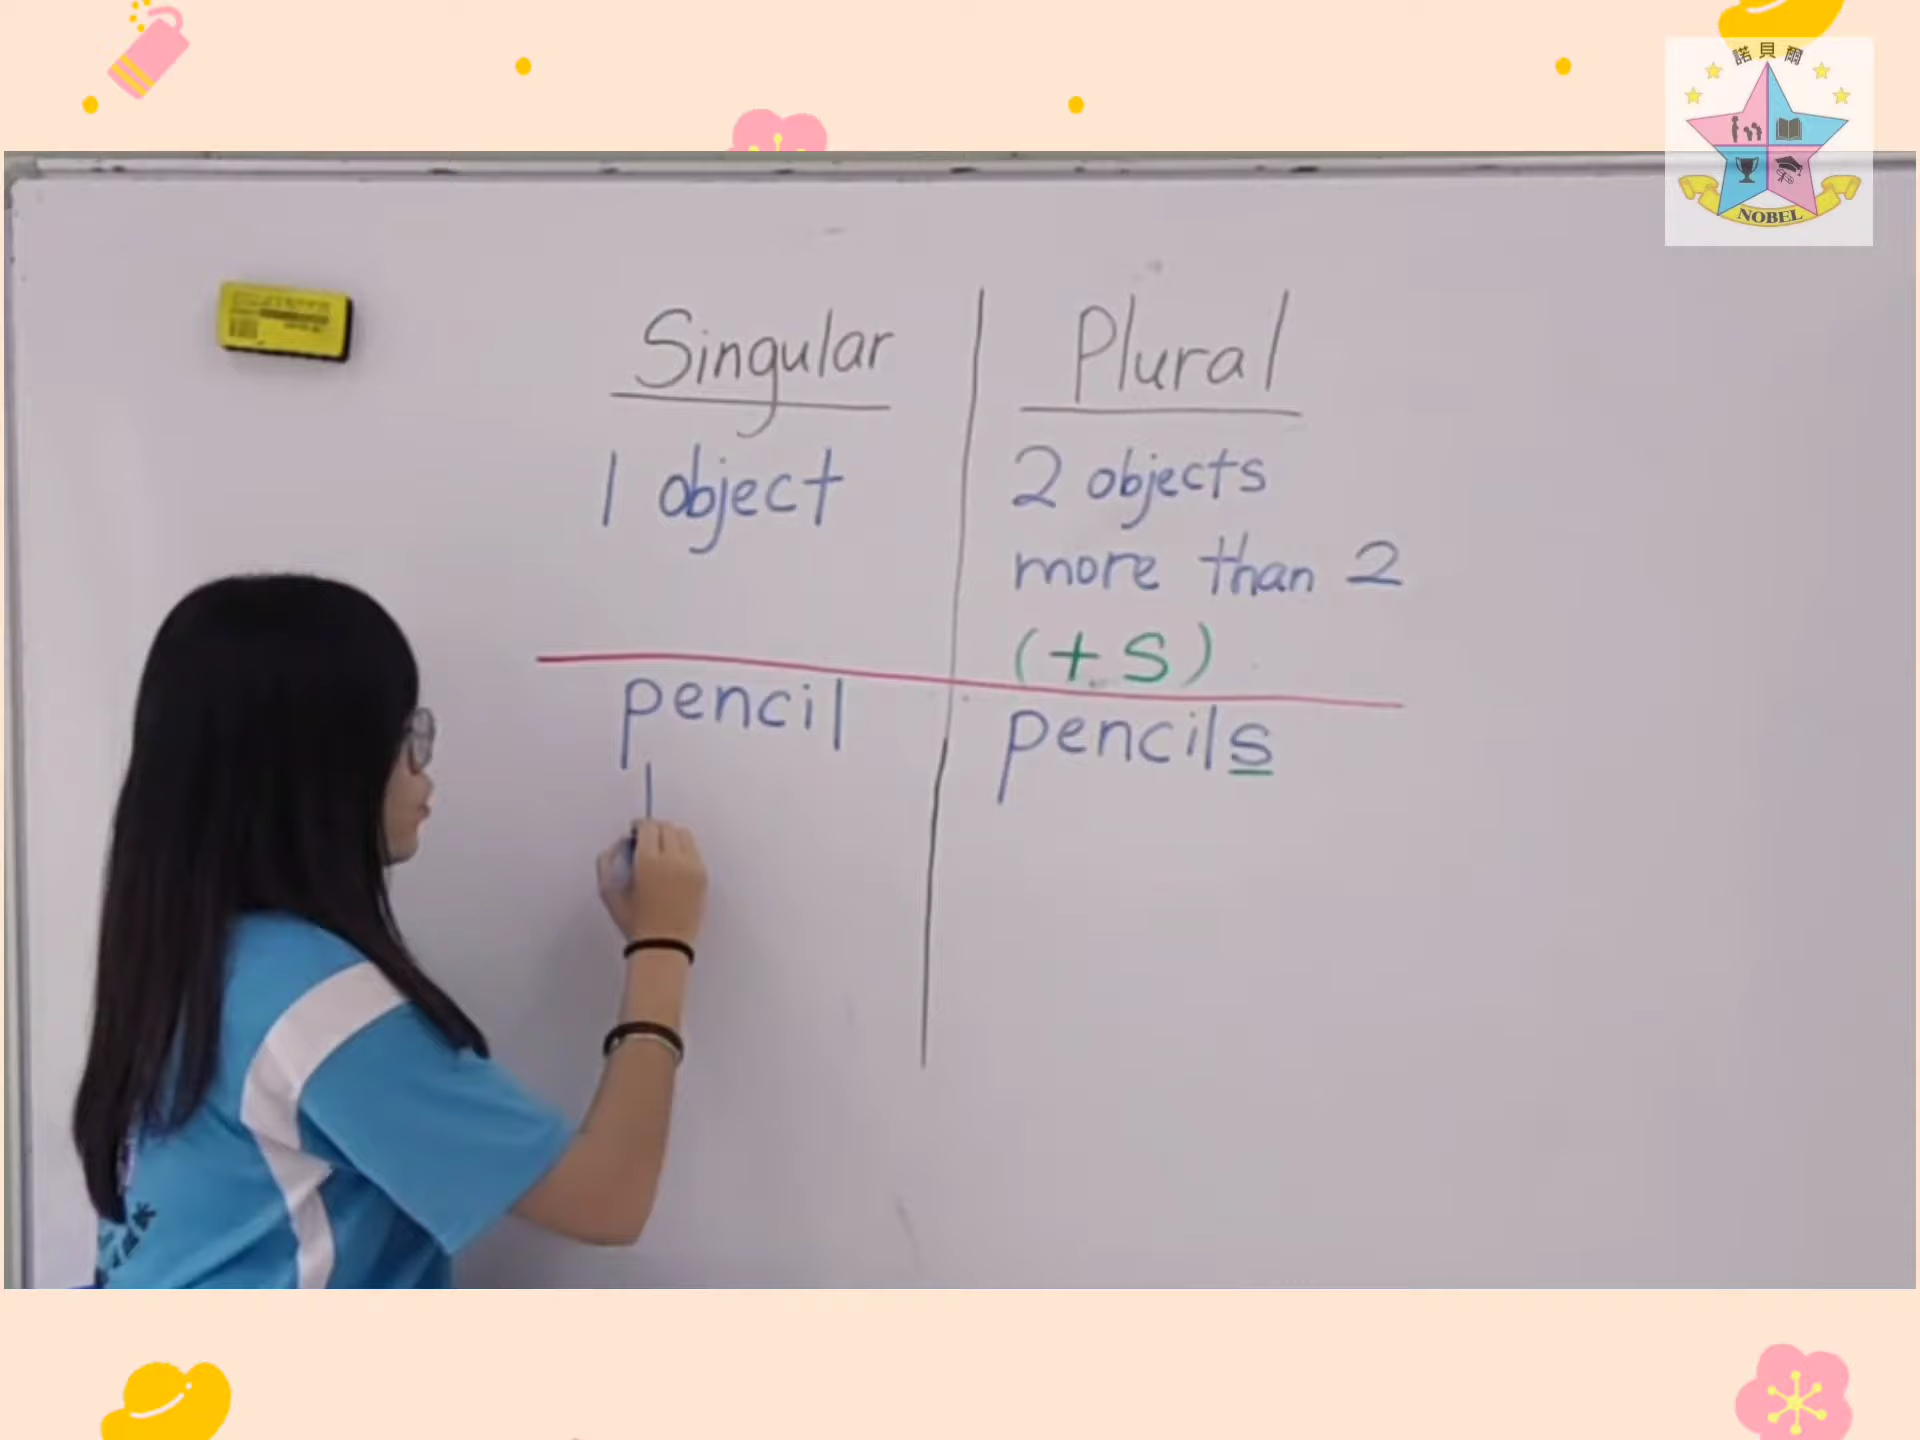 諾貝爾
NOBEL
Singular
Plural
1 object
2 objects
more than 2
(+s)
pencil
pencils